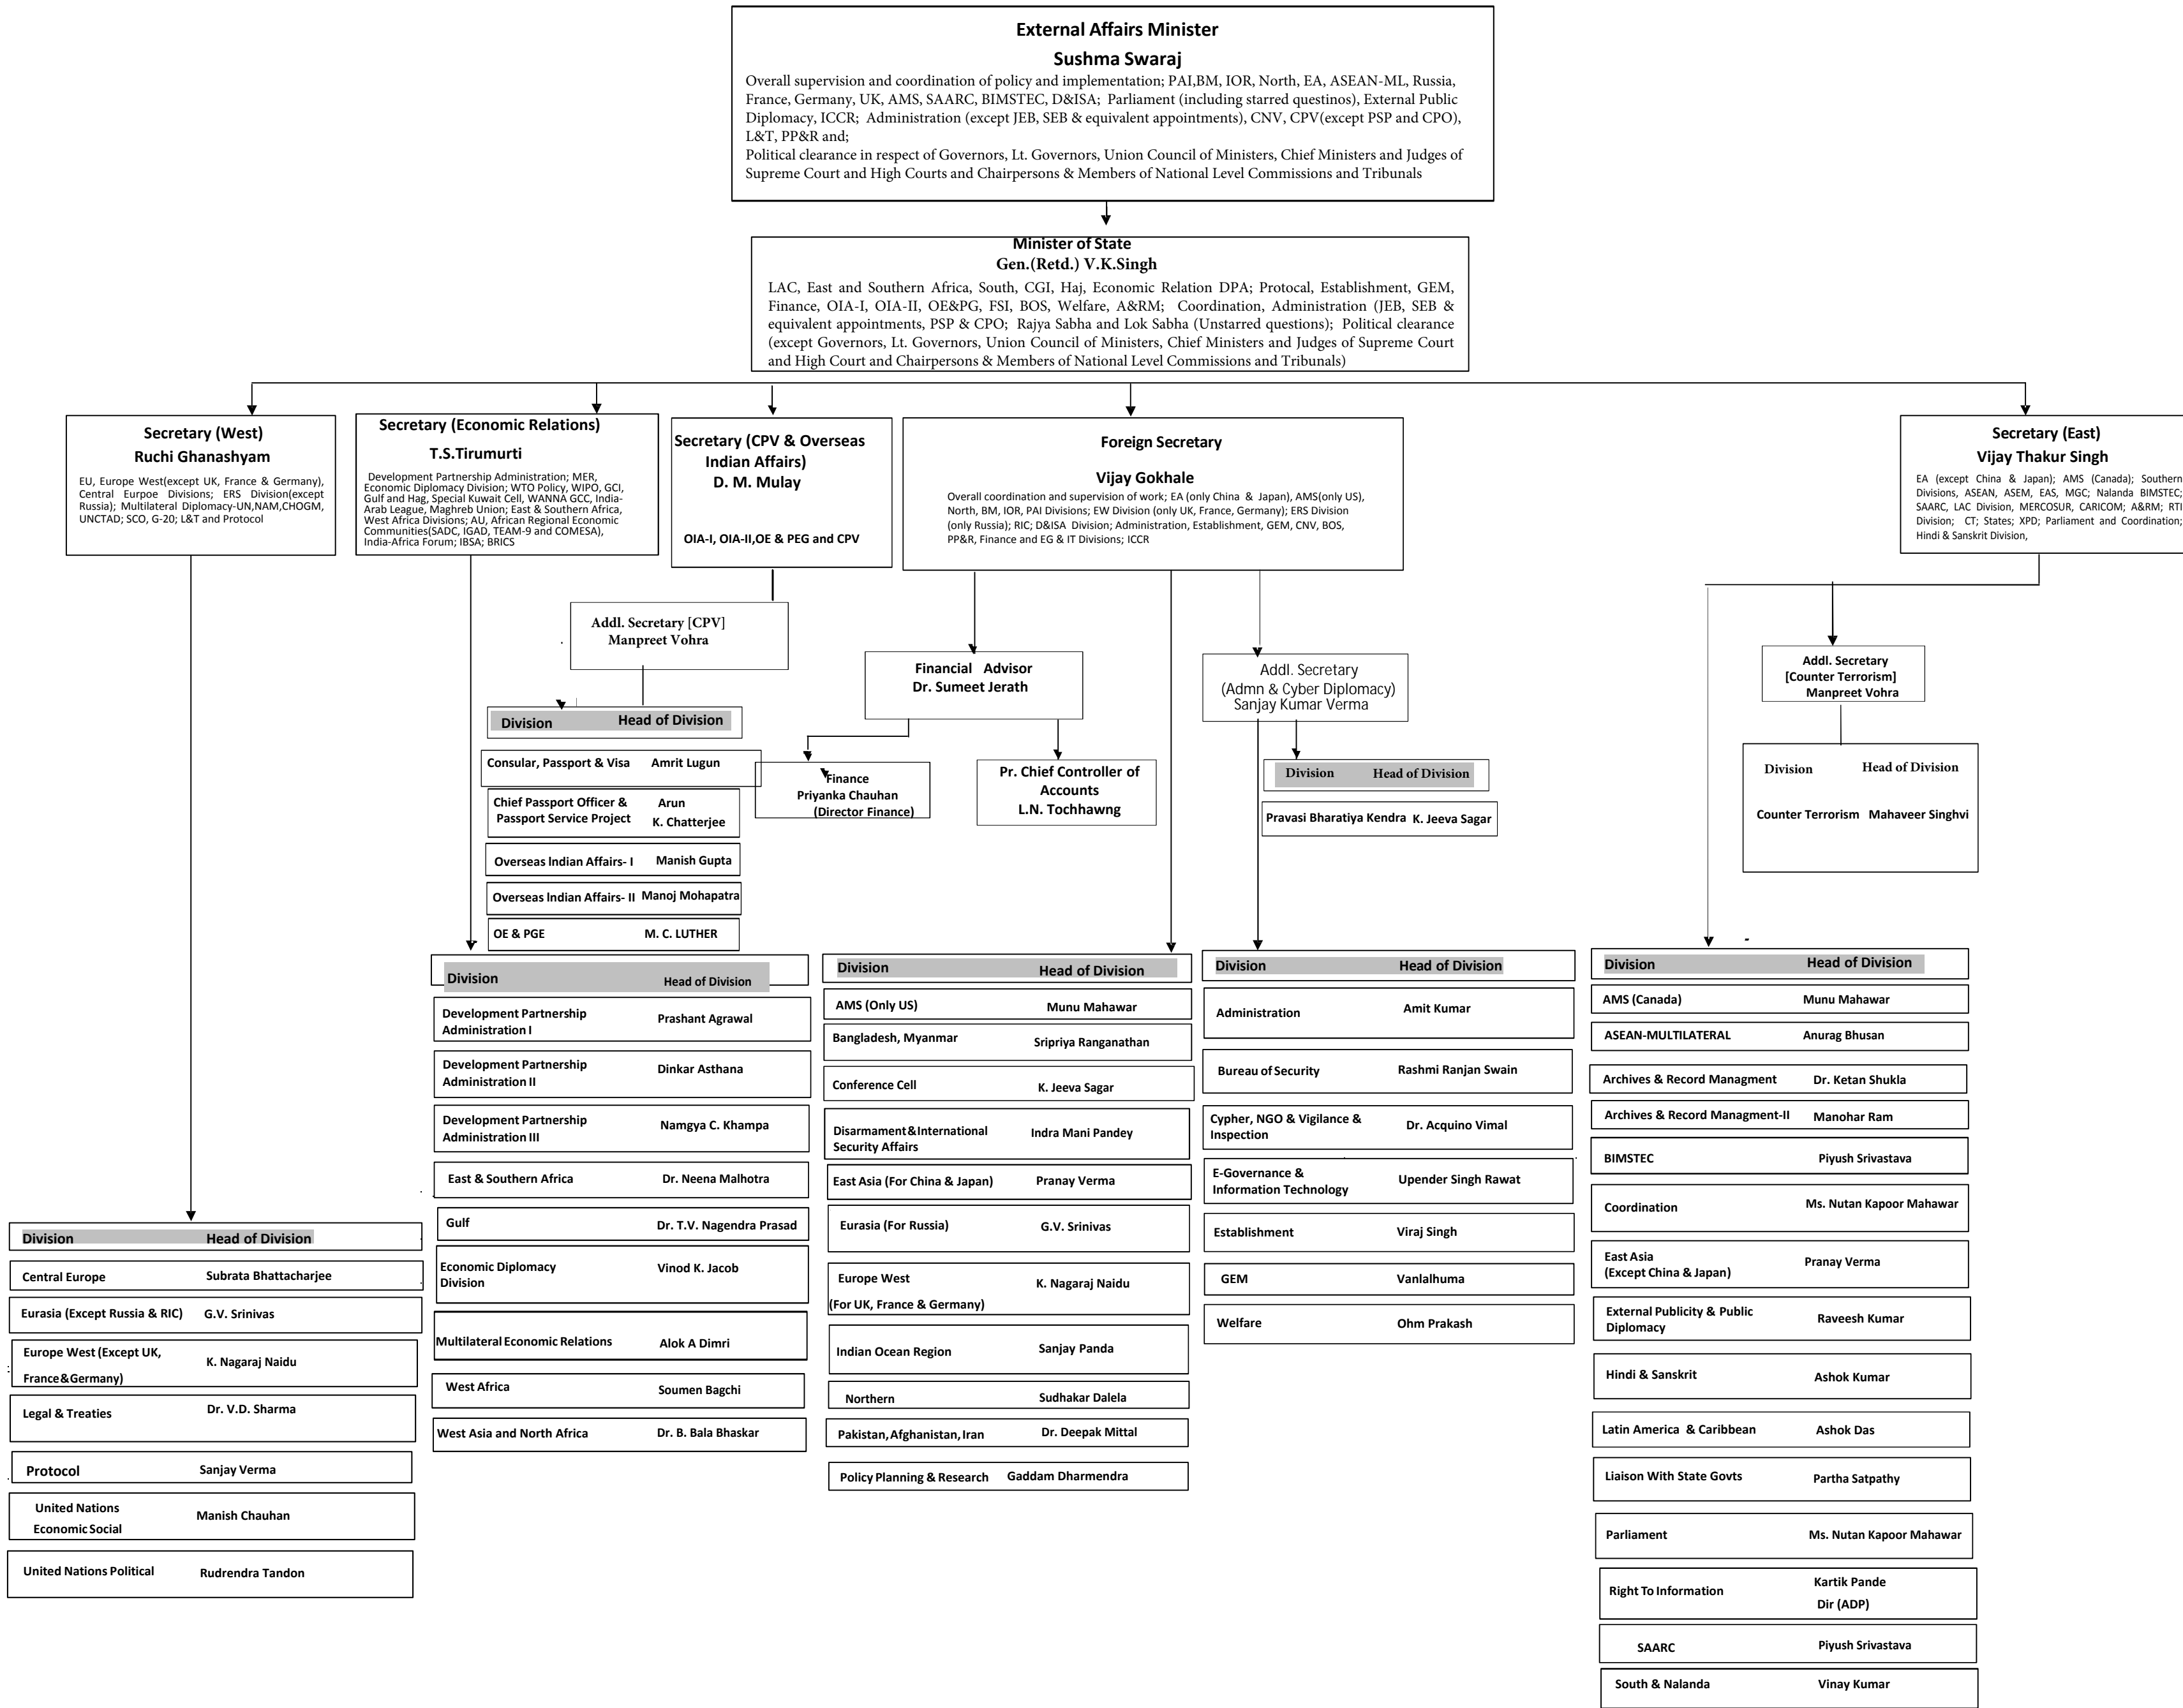 External Affairs Minister
Sushma Swaraj
Overall supervision and coordination of policy and implementation; PAI,BM, IOR, North, EA, ASEAN-ML, Russia,
France, Germany, UK, AMS, SAARC, BIMSTEC, D&ISA; Parliament (including starred questinos), External Public
Diplomacy, ICCR; Administration (except JEB, SEB & equivalent appointments), CNV, CPV(except PSP and CPO),
L&T, PP&R and;
Political clearance in respect of Governors, Lt. Governors, Union Council of Ministers, Chief Ministers and Judges of
Supreme Court and High Courts and Chairpersons & Members of National Level Commissions and Tribunals
Minister of State
Gen.(Retd.) V.K.Singh
LAC, East and Southern Africa, South, CGI, Haj, Economic Relation DPA; Protocal, Establishment, GEM,
Finance, OIA-I, OIA-II, OE&PG, FSI, BOS, Welfare, A&RM; Coordination, Administration (JEB, SEB &
equivalent appointments, PSP & CPO; Rajya Sabha and Lok Sabha (Unstarred questions); Political clearance
(except Governors, Lt. Governors, Union Council of Ministers, Chief Ministers and Judges of Supreme Court
and High Court and Chairpersons & Members of National Level Commissions and Tribunals)
Secretary (West)
Ruchi Ghanashyam
EU, Europe West(except UK, France & Germany),
Central Eurpoe Divisions; ERS Division(except
Russia); Multilateral Diplomacy-UN,NAM,CHOGM,
UNCTAD; SCO, G-20; L&T and Protocol
Secretary (Economic Relations)
T.S.Tirumurti
Development Partnership Administration; MER,
Economic Diplomacy Division; WTO Policy, WIPO, GCI,
Gulf and Hag, Special Kuwait Cell, WANNA GCC, India-
Arab League, Maghreb Union; East & Southern Africa,
West Africa Divisions; AU, African Regional Economic
Communities(SADC, IGAD, TEAM-9 and COMESA),
India-Africa Forum; IBSA; BRICS
Secretary (CPV & Overseas
Indian Affairs)
D. M. Mulay
OIA-I, OIA-II,OE & PEG and CPV
Foreign Secretary
Vijay Gokhale
Overall coordination and supervision of work; EA (only China & Japan), AMS(only US),
North, BM, IOR, PAI Divisions; EW Division (only UK, France, Germany); ERS Division
(only Russia); RIC; D&ISA Division; Administration, Establishment, GEM, CNV, BOS,
PP&R, Finance and EG & IT Divisions; ICCR
Secretary (East)
Vijay Thakur Singh
EA (except China & Japan); AMS (Canada); Southern
Divisions, ASEAN, ASEM, EAS, MGC; Nalanda BIMSTEC;
SAARC, LAC Division, MERCOSUR, CARICOM; A&RM; RTI
Division; CT; States; XPD; Parliament and Coordination;
Hindi & Sanskrit Division,
Addl. Secretary [CPV]
Manpreet Vohra
Division Head of Division
Consular, Passport & Visa Amrit Lugun
Chief Passport Officer & Arun
Passport Service Project K. Chatterjee
Overseas Indian Affairs- I Manish Gupta
Overseas Indian Affairs- II Manoj Mohapatra
OE & PGE M. C. LUTHER
Financial Advisor
Dr. Sumeet Jerath
Finance
Priyanka Chauhan
(Director Finance)
Pr. Chief Controller of
Accounts
L.N. Tochhawng
Addl. Secretary
(Admn & Cyber Diplomacy)
Sanjay Kumar Verma
Division Head of Division
Pravasi Bharatiya Kendra K. Jeeva Sagar
Addl. Secretary
[Counter Terrorism]
Manpreet Vohra
Division Head of Division
Counter Terrorism Mahaveer Singhvi
Division Head of Division
Central Europe Subrata Bhattacharjee
Eurasia (Except Russia & RIC) G.V. Srinivas
Europe West (Except UK,
France&Germany) K. Nagaraj Naidu
Legal & Treaties Dr. V.D. Sharma
Protocol Sanjay Verma
United Nations
Economic Social Manish Chauhan
United Nations Political Rudrendra Tandon
Division Head of Division
Development Partnership
Administration I Prashant Agrawal
Development Partnership
Administration II Dinkar Asthana
Development Partnership
Administration III Namgya C. Khampa
East & Southern Africa Dr. Neena Malhotra
Gulf Dr. T.V. Nagendra Prasad
Economic Diplomacy
Division Vinod K. Jacob
Multilateral Economic Relations Alok A Dimri
West Africa Soumen Bagchi
West Asia and North Africa Dr. B. Bala Bhaskar
Division Head of Division
AMS (Only US) Munu Mahawar
Bangladesh, Myanmar Sripriya Ranganathan
Conference Cell K. Jeeva Sagar
Disarmament&International
Security Affairs Indra Mani Pandey
East Asia (For China & Japan) Pranay Verma
Eurasia (For Russia) G.V. Srinivas
Europe West
(For UK, France & Germany) K. Nagaraj Naidu
Indian Ocean Region Sanjay Panda
Northern Sudhakar Dalela
Pakistan, Afghanistan, Iran Dr. Deepak Mittal
Policy Planning & Research Gaddam Dharmendra
Division Head of Division
Administration Amit Kumar
Bureau of Security Rashmi Ranjan Swain
Cypher, NGO & Vigilance &
Inspection Dr. Acquino Vimal
E-Governance &
Information Technology Upender Singh Rawat
Establishment Viraj Singh
GEM Vanlalhuma
Welfare Ohm Prakash
Division Head of Division
AMS (Canada) Munu Mahawar
ASEAN-MULTILATERAL Anurag Bhusan
Archives & Record Managment Dr. Ketan Shukla
Archives & Record Managment-II Manohar Ram
BIMSTEC Piyush Srivastava
Coordination Ms. Nutan Kapoor Mahawar
East Asia
(Except China & Japan) Pranay Verma
External Publicity & Public
Diplomacy Raveesh Kumar
Hindi & Sanskrit Ashok Kumar
Latin America & Caribbean Ashok Das
Liaison With State Govts Partha Satpathy
Parliament Ms. Nutan Kapoor Mahawar
Right To Information Kartik Pande
Dir (ADP)
SAARC Piyush Srivastava
South & Nalanda Vinay Kumar